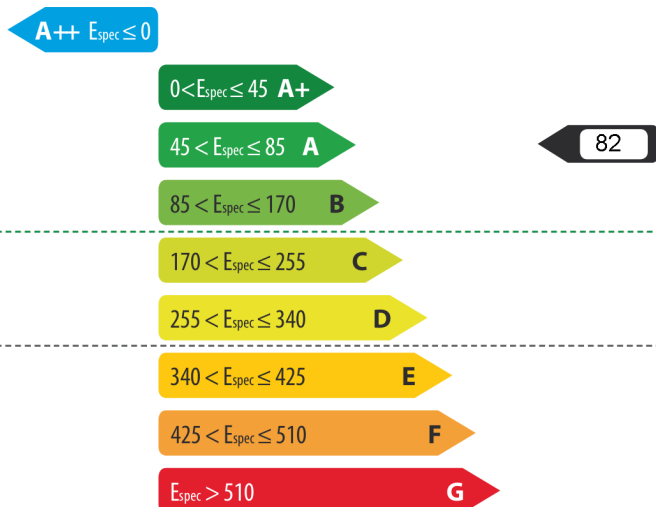 A++ Espec ≤ 0
0<Espec ≤ 45 A+
45 < Espec ≤ 85 A
82
85 < Espec ≤ 170 B
170 < Espec ≤ 255 C
255 < Espec ≤ 340 D
340 < Espec ≤ 425 E
425 < Espec ≤ 510 F
Espec > 510 G